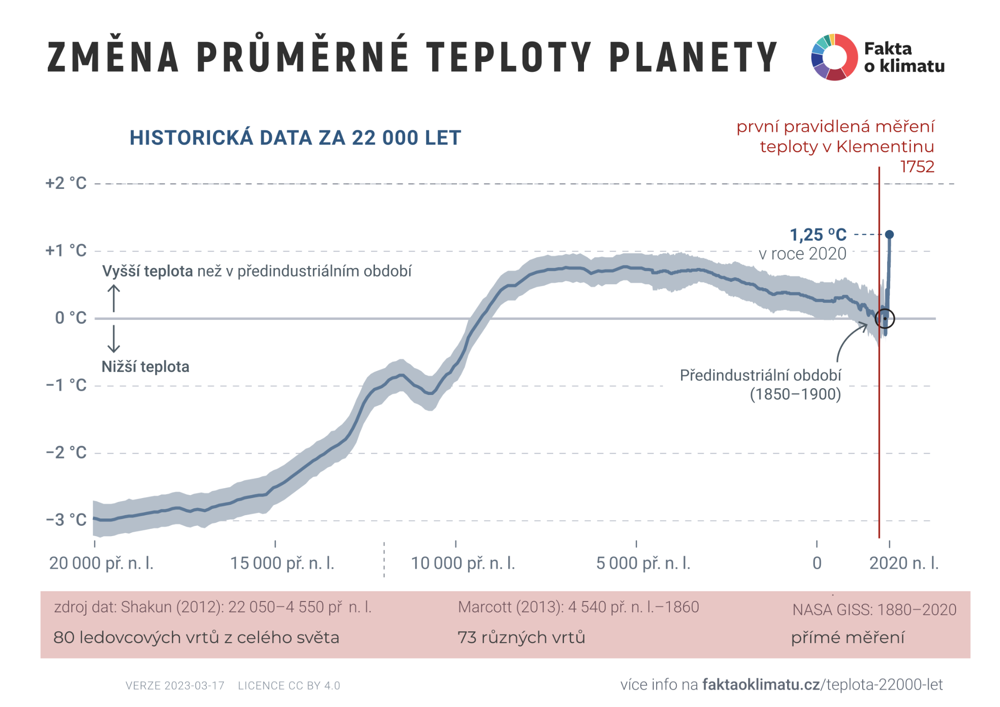 ZMĚNA PRŮMĚRNÉ TEPLOTY PLANETY
Fakta
o klimatu
HISTORICKÁ DATA ZA 22 000 LET
první pravidlená měření
teploty v Klementinu
1752
+2 °C
1,25 ºC
v roce 2020
+1 °C
Vyšší teplota než v předindustriálním období
0 °C
Nižší teplota
Předindustriální období
(1850–1900)
−1 °C
−2 °C
−3 °C
20 000 př. n. l.
15 000 př. n. l.
10 000 př. n. l.
5 000 př. n. l.
0
2020 n. l.
zdroj dat: Shakun (2012): 22 050–4 550 př n. l.
80 ledovcových vrtů z celého světa
Marcott (2013): 4 540 př. n. l.–1860
73 různých vrtů
NASA GISS: 1880–2020
přímé měření
VERZE 2023-03-17 LICENCE CC BY 4.0
více info na faktaoklimatu.cz/teplota-22000-let